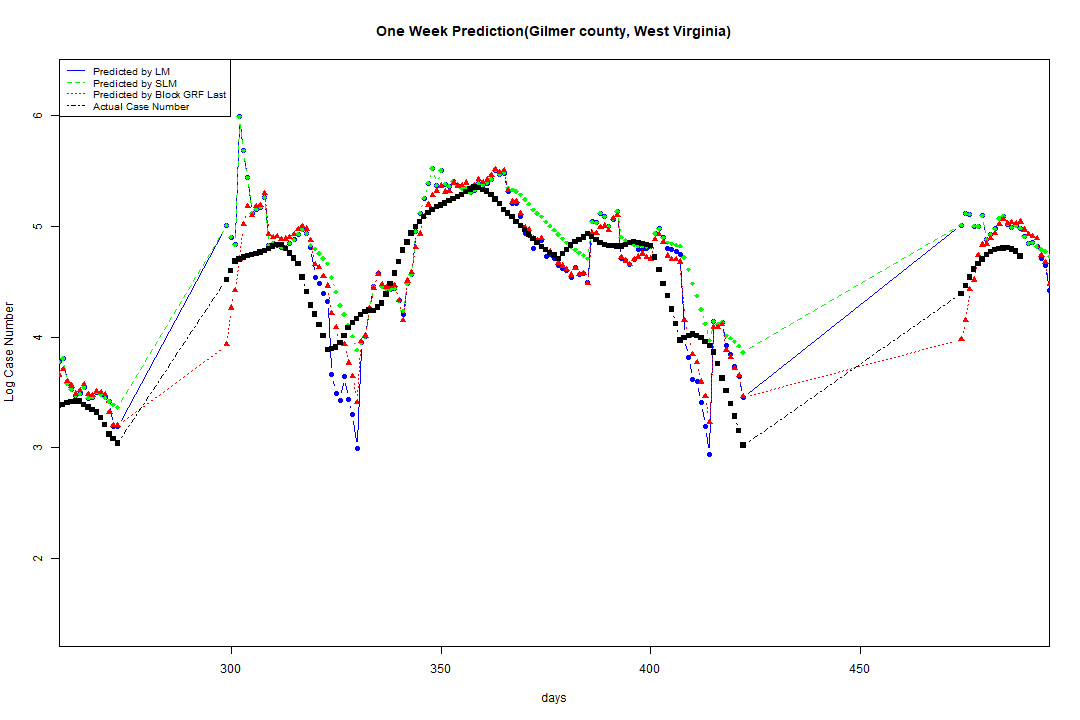 One Week Prediction(Gilmer county, West Virginia)
Predicted by LM
Predicted by SLM
Predicted by Block GRF Last
Actual Case Number
Log Case Number
6
5
4
3
2
300
350
400
450
days